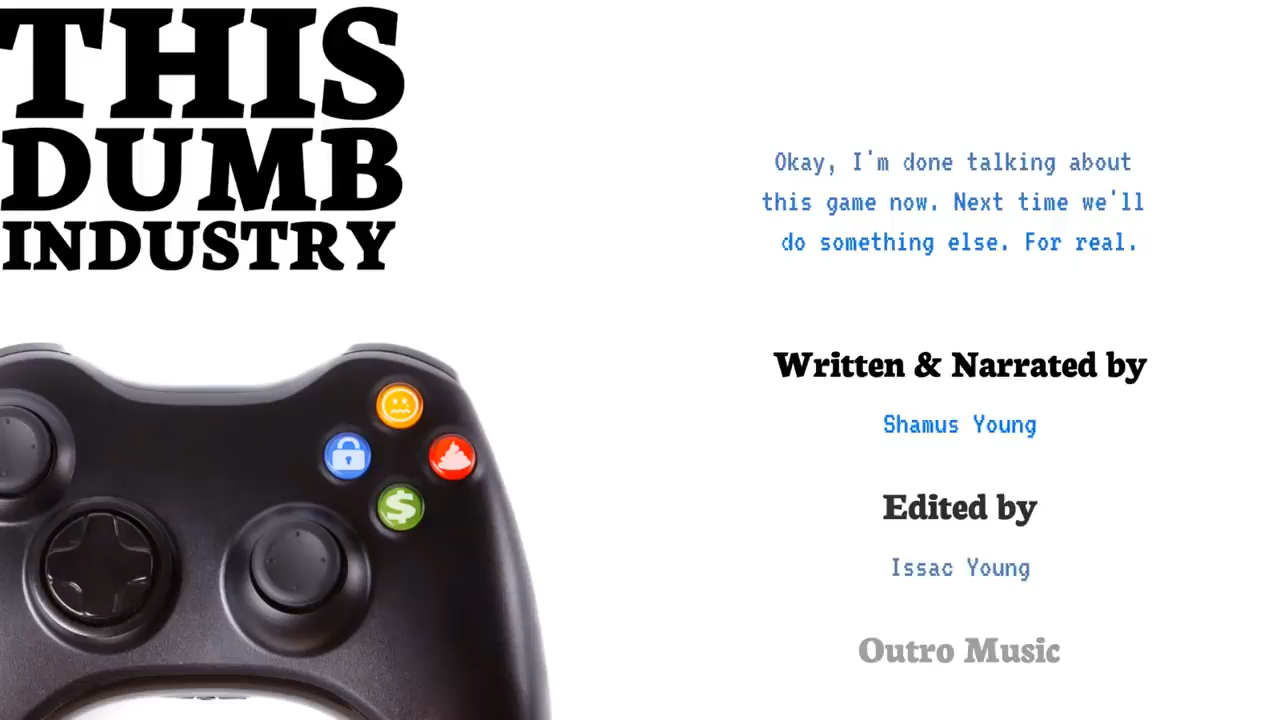 THIS
DUMB
INDUSTRY
Okay, I'm done talking about
this game now. Next time we'll
do something else. For real.
Written & Narrated by
Shamus Young
Edited by
Issac Young
Outro Music
$